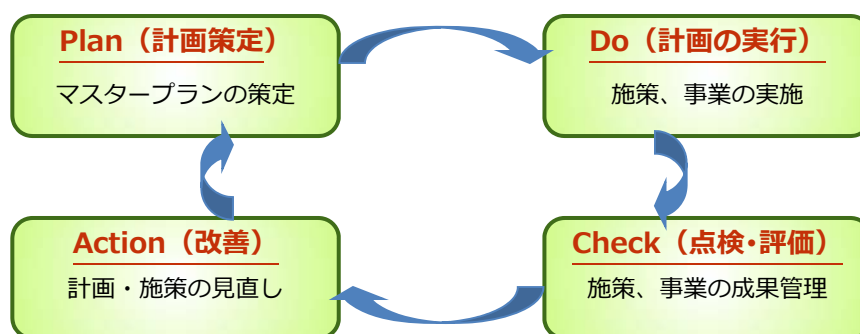 Plan（計画策定）
マスタープランの策定
Do（計画の実行）
施策、事業の実施
Action（改善）
計画・施策の見直し
Check（点検・評価）
施策、事業の成果管理